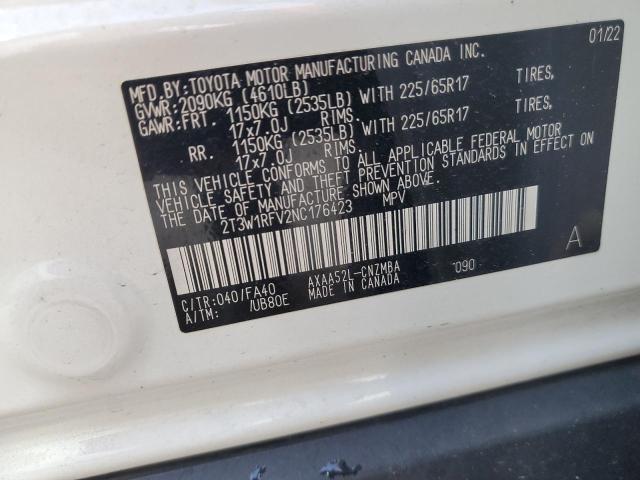 MFD.BY:TOYOTA MOTOR MANUFACTURING CANADA INC. 01/22
GVWR:2090KG (4610LB)
GAWR:FRT. 1150KG (2535LB) WITH 225/65R17 TIRES,
17x7.0J RIMS.
RR. 1150KG (2535LB) WITH 225/65R17 TIRES,
17x7.0J RIMS.
THIS VEHICLE CONFORMS TO ALL APPLICABLE FEDERAL MOTOR
VEHICLE SAFETY AND THEFT PREVENTION STANDARDS IN EFFECT ON
THE DATE OF MANUFACTURE SHOWN ABOVE.
2T3W1RFV2NC176423 MPV
A
C/TR:040/FA40 AXAA52L-CNZMBA 090
A/TM: /UB80E MADE IN CANADA